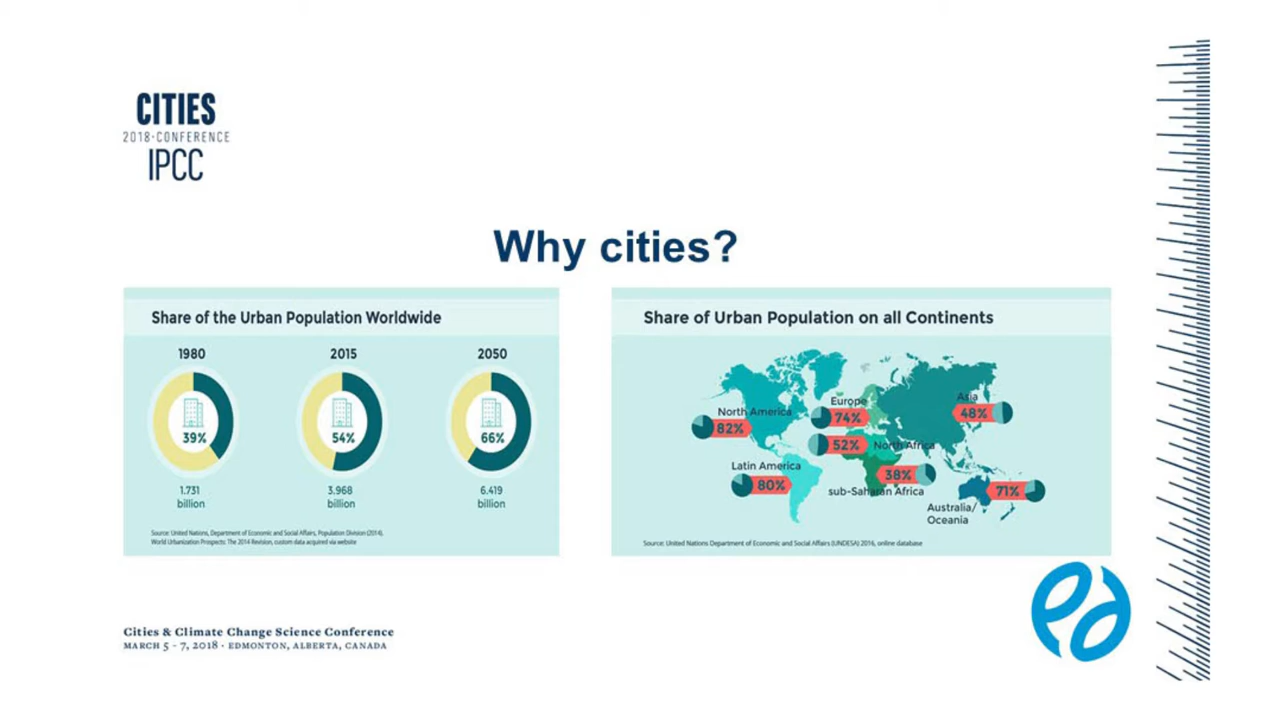 CITIES
2018·CONFERENCE
IPCC
Why cities?
Share of the Urban Population Worldwide
1980
2015
2050
39%
54%
66%
1.731
billion
3.968
billion
6.419
billion
Source: United Nations, Department of Economic and Social Affairs, Population Division (2014).
World Urbanization Prospects: The 2014 Revision, custom data acquired via website
Share of Urban Population on all Continents
North America
82%
Europe
74%
Asia
48%
52%
North Africa
Latin America
80%
38%
sub-Saharan Africa
71%
Australia/
Oceania
Source: United Nations Department of Economic and Social Affairs (UNDESA) 2016, online database
Cities & Climate Change Science Conference
MARCH 5 - 7, 2018 · EDMONTON, ALBERTA, CANADA